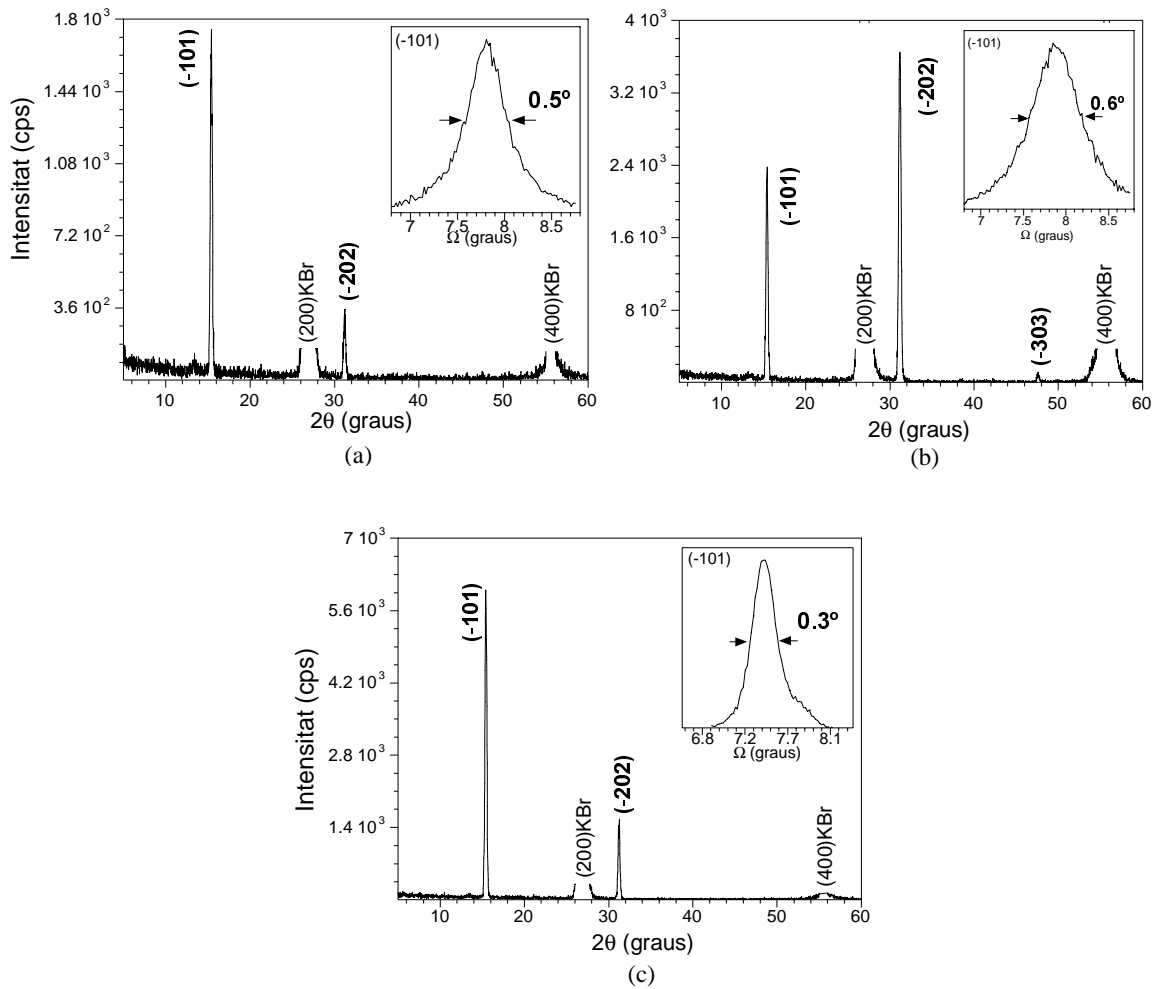 1.8 10³
1.44 10³
1.08 10³
7.2 10²
3.6 10²
Intensitat (cps)
(-101)
(200)KBr
(-202)
(400)KBr
10 20 30 40 50 60
2θ (graus)
(-101)
0.5º
7 7.5 8 8.5
Ω (graus)
(a)
4 10³
3.2 10³
2.4 10³
1.6 10³
8 10²
(-101)
(200)KBr
(-202)
(-303)
(400)KBr
10 20 30 40 50 60
2θ (graus)
(-101)
0.6º
7 7.5 8 8.5
Ω (graus)
(b)
7 10³
5.6 10³
4.2 10³
2.8 10³
1.4 10³
Intensitat (cps)
(-101)
(200)KBr
(-202)
(400)KBr
10 20 30 40 50 60
2θ (graus)
(-101)
0.3º
6.8 7.2 7.7 8.1
Ω (graus)
(c)